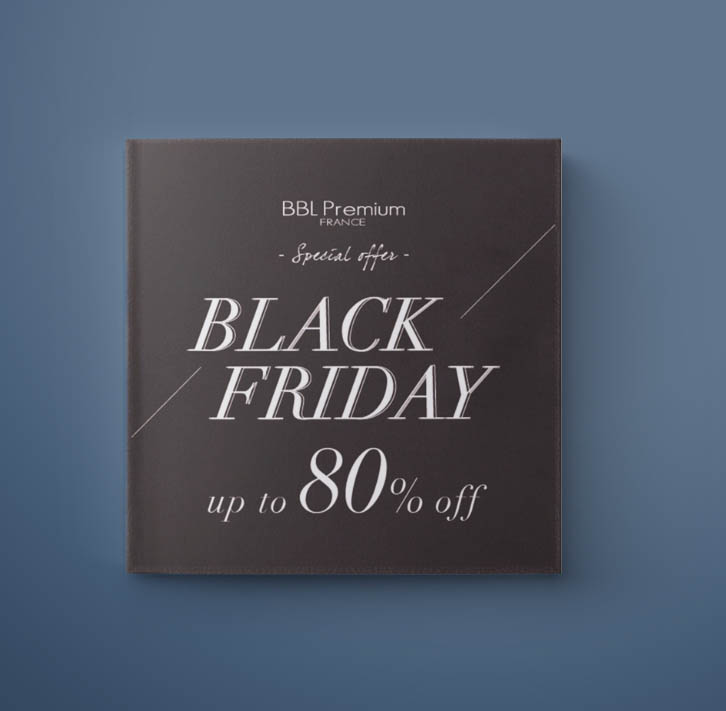 BBL Premium
FRANCE
- Special offer -
BLACK
FRIDAY
up to 80% off